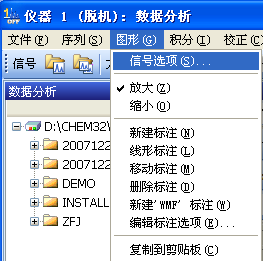 仪器 1 (脱机): 数据分析
文件(F) 序列(S) 图形(G) 积分(I) 校正(C)
信号
信号选项(S)...
数据分析
放大(Z)
D:\CHEM32\
缩小(O)
2007122
新建标注(N)
2007122
线形标注(L)
DEMO
移动标注(M)
INSTALL
删除标注(D)
ZFJ
新建'WMF' 标注(W)
编辑标注选项(E)...
复制到剪贴板(C)